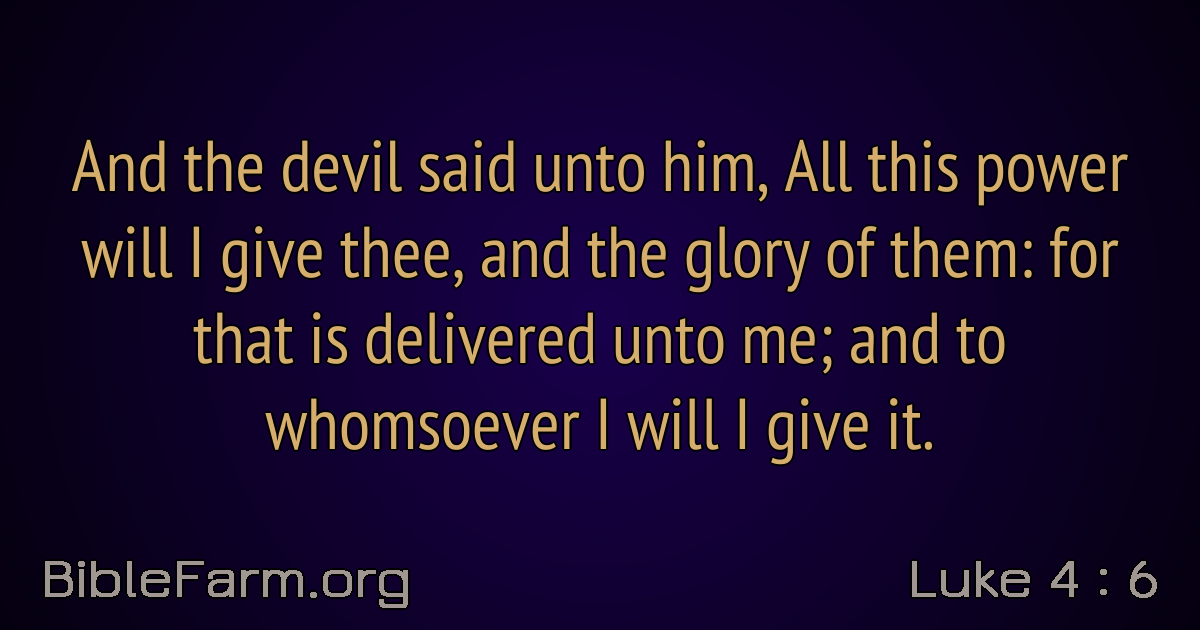 And the devil said unto him, All this power
will I give thee, and the glory of them: for
that is delivered unto me; and to
whomsoever I will I give it.
BibleFarm.org
Luke 4 : 6